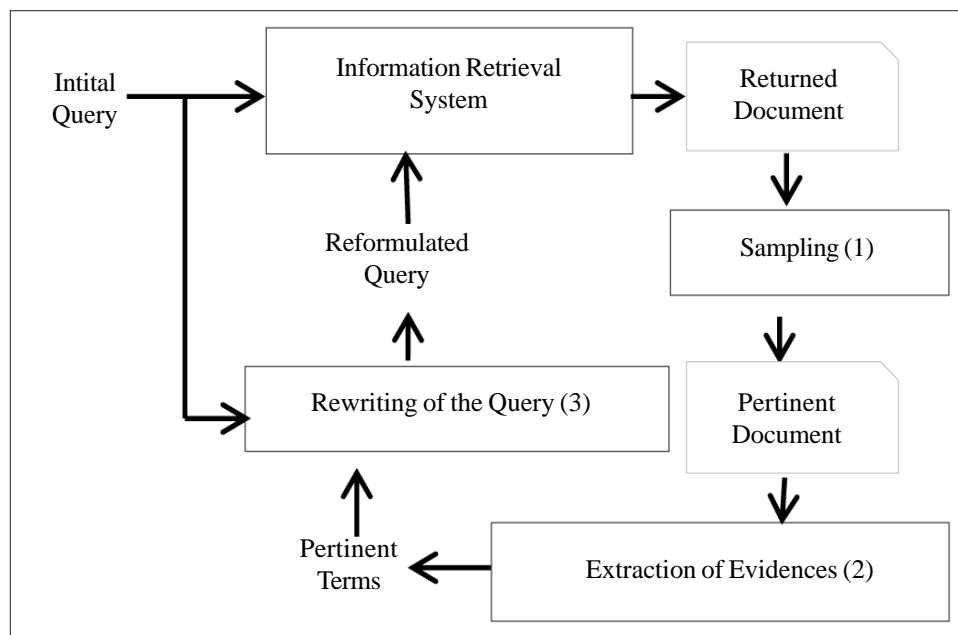 Intital
Query
Information Retrieval
System
Returned
Document
Sampling (1)
Reformulated
Query
Rewriting of the Query (3)
Pertinent
Document
Pertinent
Terms
Extraction of Evidences (2)